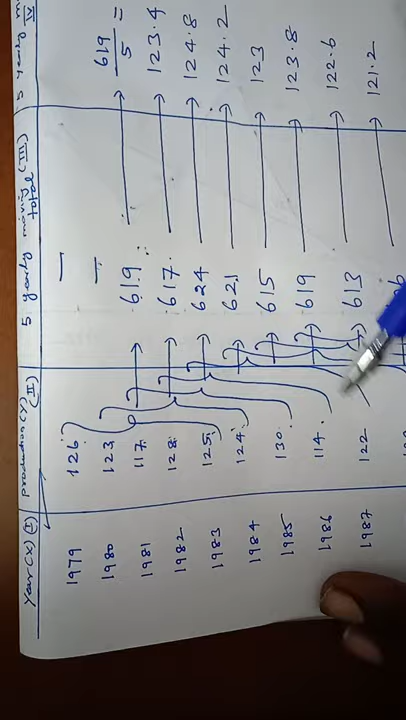 Year(x) (I) production(Y) (II) 5 yearly moving total (III) 5 yearly m IV
1979 126 —
1980 123 —
1981 117 619 619/5 =
1982 128 617 123.4
1983 125 624 124.8
1984 124 621 124.2
1985 130 615 123
1986 114 619 123.8
1987 122 613 122.6
121.2